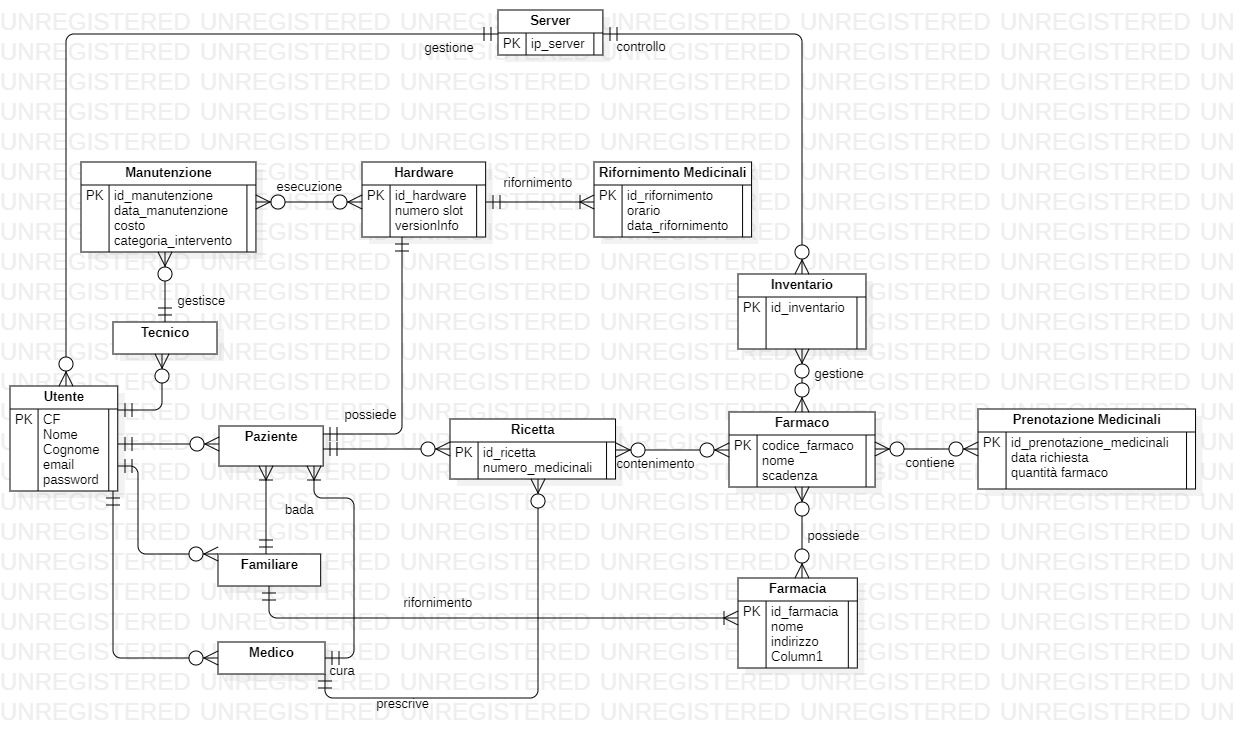 Server
PK ip_server
gestione
controllo
Manutenzione
PK id_manutenzione
data_manutenzione
costo
categoria_intervento
esecuzione
Hardware
PK id_hardware
numero slot
versionInfo
rifornimento
Rifornimento Medicinali
PK id_rifornimento
orario
data_rifornimento
gestisce
Tecnico
Inventario
PK id_inventario
gestione
Utente
PK CF
Nome
Cognome
email
password
possiede
Paziente
Ricetta
PK id_ricetta
numero_medicinali
contenimento
Farmaco
PK codice_farmaco
nome
scadenza
contiene
Prenotazione Medicinali
PK id_prenotazione_medicinali
data richiesta
quantità farmaco
bada
possiede
Familiare
rifornimento
Farmacia
PK id_farmacia
nome
indirizzo
Column1
Medico
cura
prescrive
UNREGISTERED UNREGISTERED UNREGISTERED UNREGISTERED UNREGISTERED UNREGISTERED UN